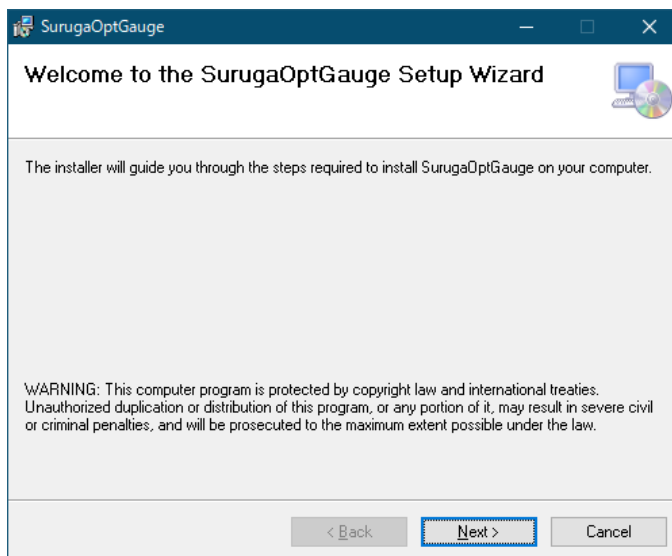 SurugaOptGauge
Welcome to the SurugaOptGauge Setup Wizard
The installer will guide you through the steps required to install SurugaOptGauge on your computer.
WARNING: This computer program is protected by copyright law and international treaties.
Unauthorized duplication or distribution of this program, or any portion of it, may result in severe civil
or criminal penalties, and will be prosecuted to the maximum extent possible under the law.
< Back
Next >
Cancel